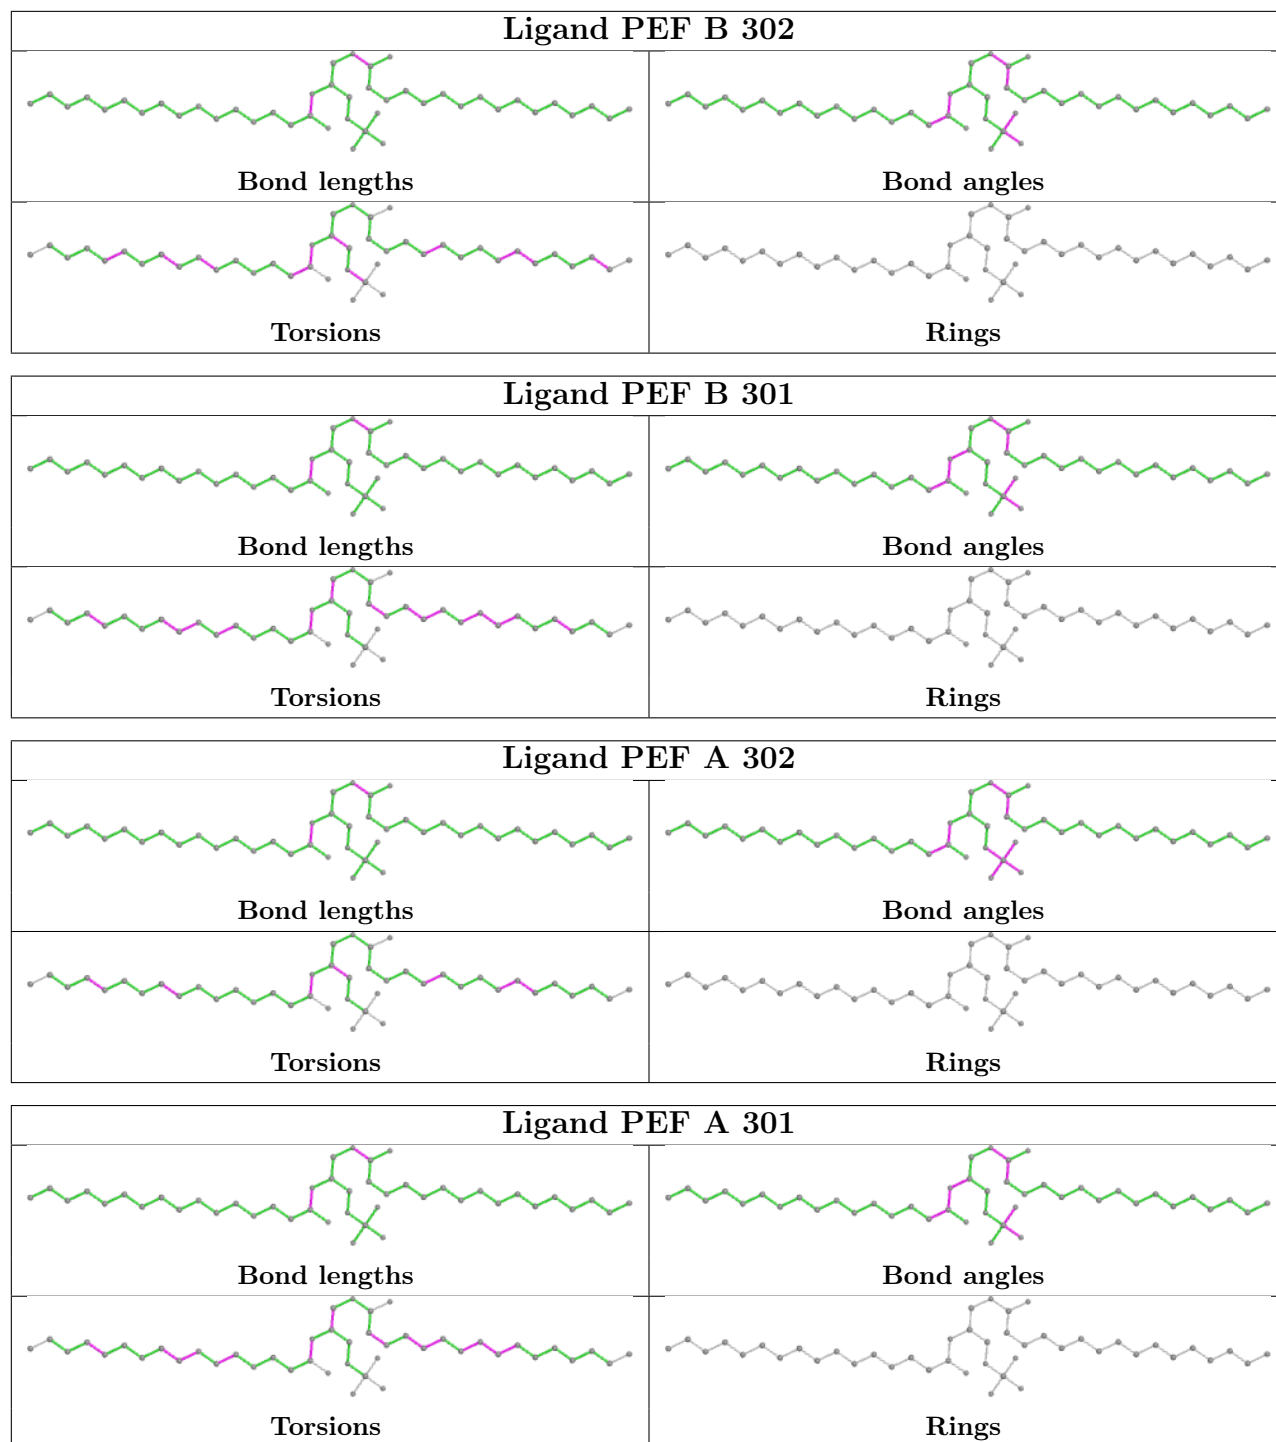 Ligand PEF B 302
Bond lengths
Bond angles
Torsions
Rings
Ligand PEF B 301
Bond lengths
Bond angles
Torsions
Rings
Ligand PEF A 302
Bond lengths
Bond angles
Torsions
Rings
Ligand PEF A 301
Bond lengths
Bond angles
Torsions
Rings